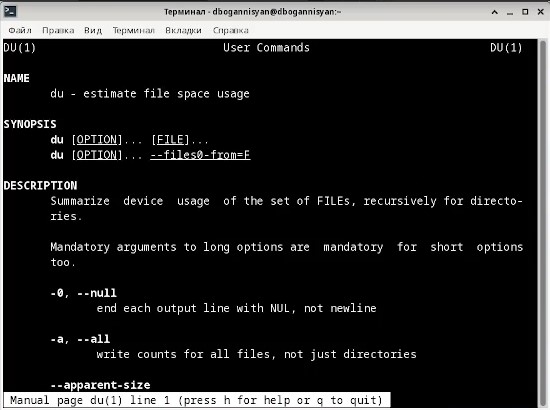 Терминал - dbogannisyan@dbogannisyan:~
Файл Правка Вид Терминал Вкладки Справка
DU(1) User Commands DU(1)
NAME
du - estimate file space usage
SYNOPSIS
du [OPTION]... [FILE]...
du [OPTION]... --files0-from=F
DESCRIPTION
Summarize device usage of the set of FILEs, recursively for directo-
ries.
Mandatory arguments to long options are mandatory for short options
too.
-0, --null
end each output line with NUL, not newline
-a, --all
write counts for all files, not just directories
--apparent-size
Manual page du(1) line 1 (press h for help or q to quit)